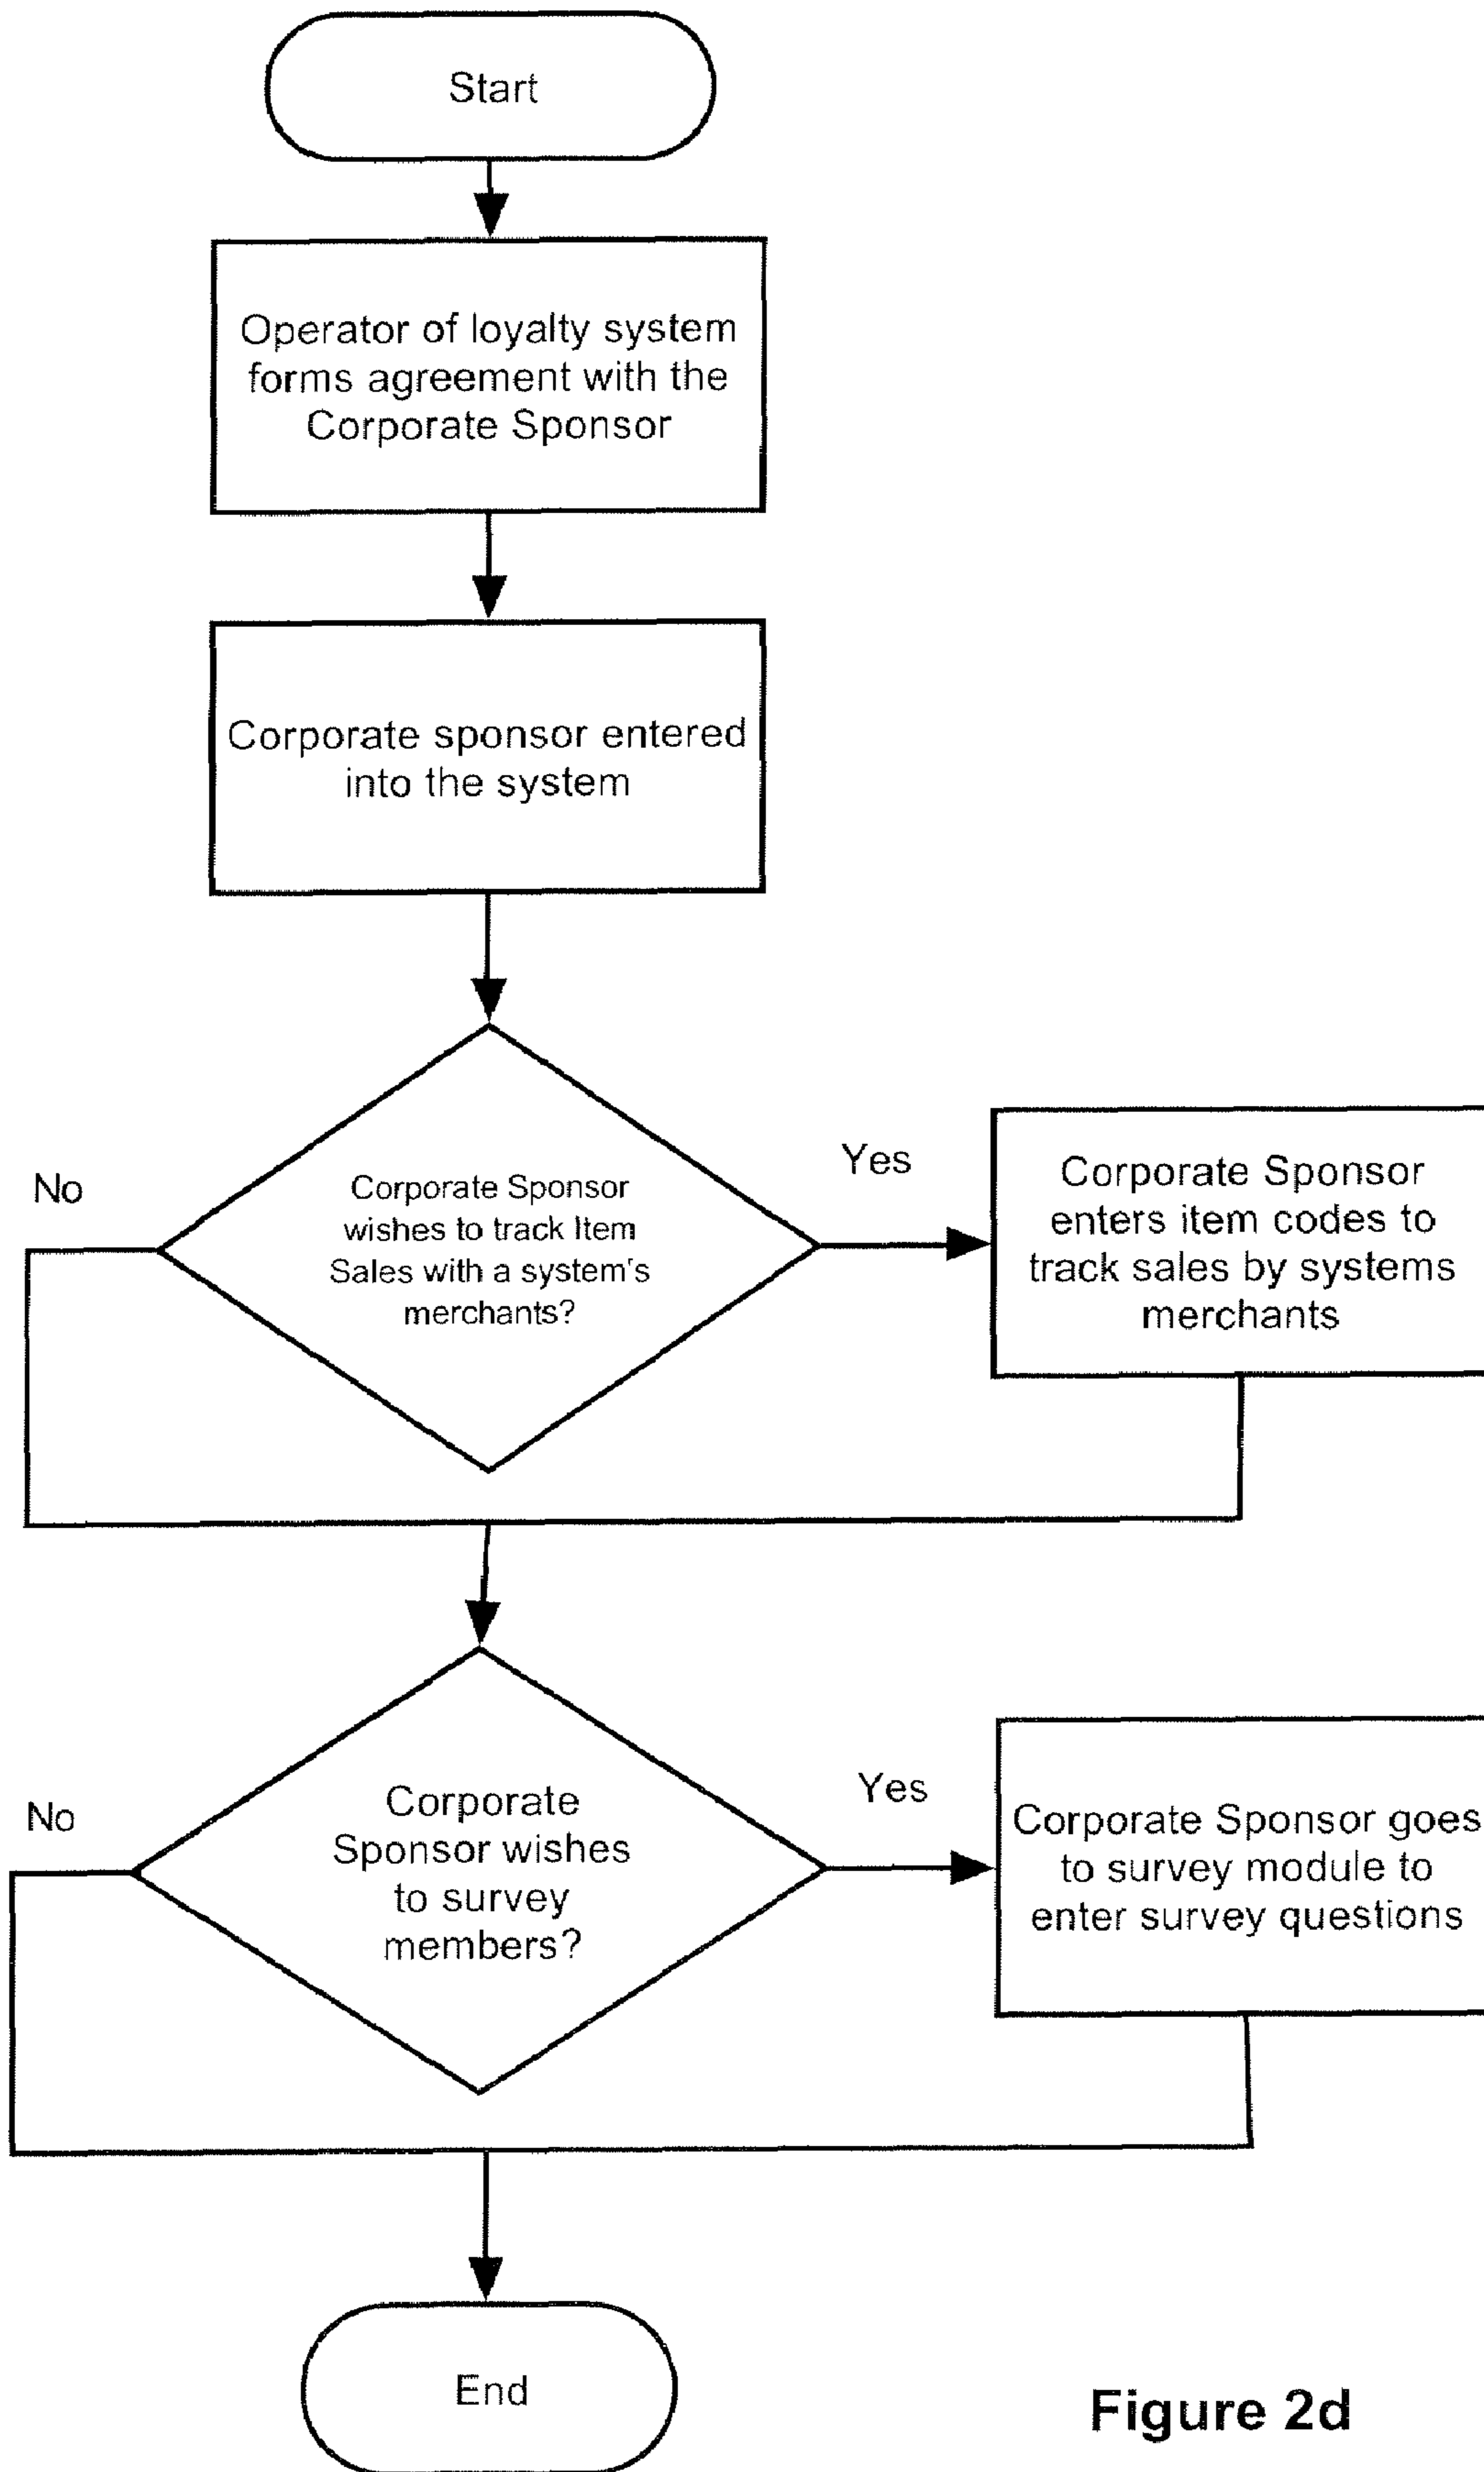 Start
Operator of loyalty system
forms agreement with the
Corporate Sponsor
Corporate sponsor entered
into the system
No
Corporate Sponsor
wishes to track Item
Sales with a system's
merchants?
Yes
Corporate Sponsor
enters item codes to
track sales by systems
merchants
No
Corporate
Sponsor wishes
to survey
members?
Yes
Corporate Sponsor goes
to survey module to
enter survey questions
End
Figure 2d